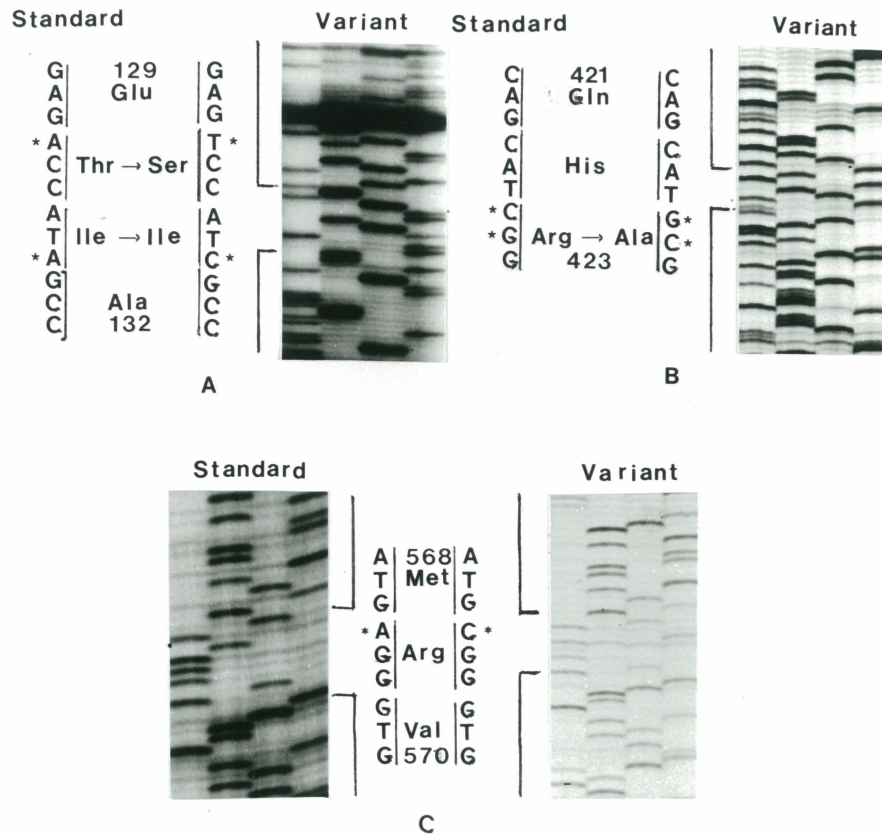 Standard Variant
G 129 G
A Glu A
G G
* A T *
C Thr → Ser C
C C
A A
T Ile → Ile T
* A C *
G G
C Ala C
C 132 C
A
Standard Variant
C 421 C
A Gln A
G G
C C
A His A
T T
* C G *
* G Arg → Ala C *
G 423 G
B
Standard Variant
A 568 A
T Met T
G G
* A C *
G Arg G
G G
G G
T Val T
G 570 G
C